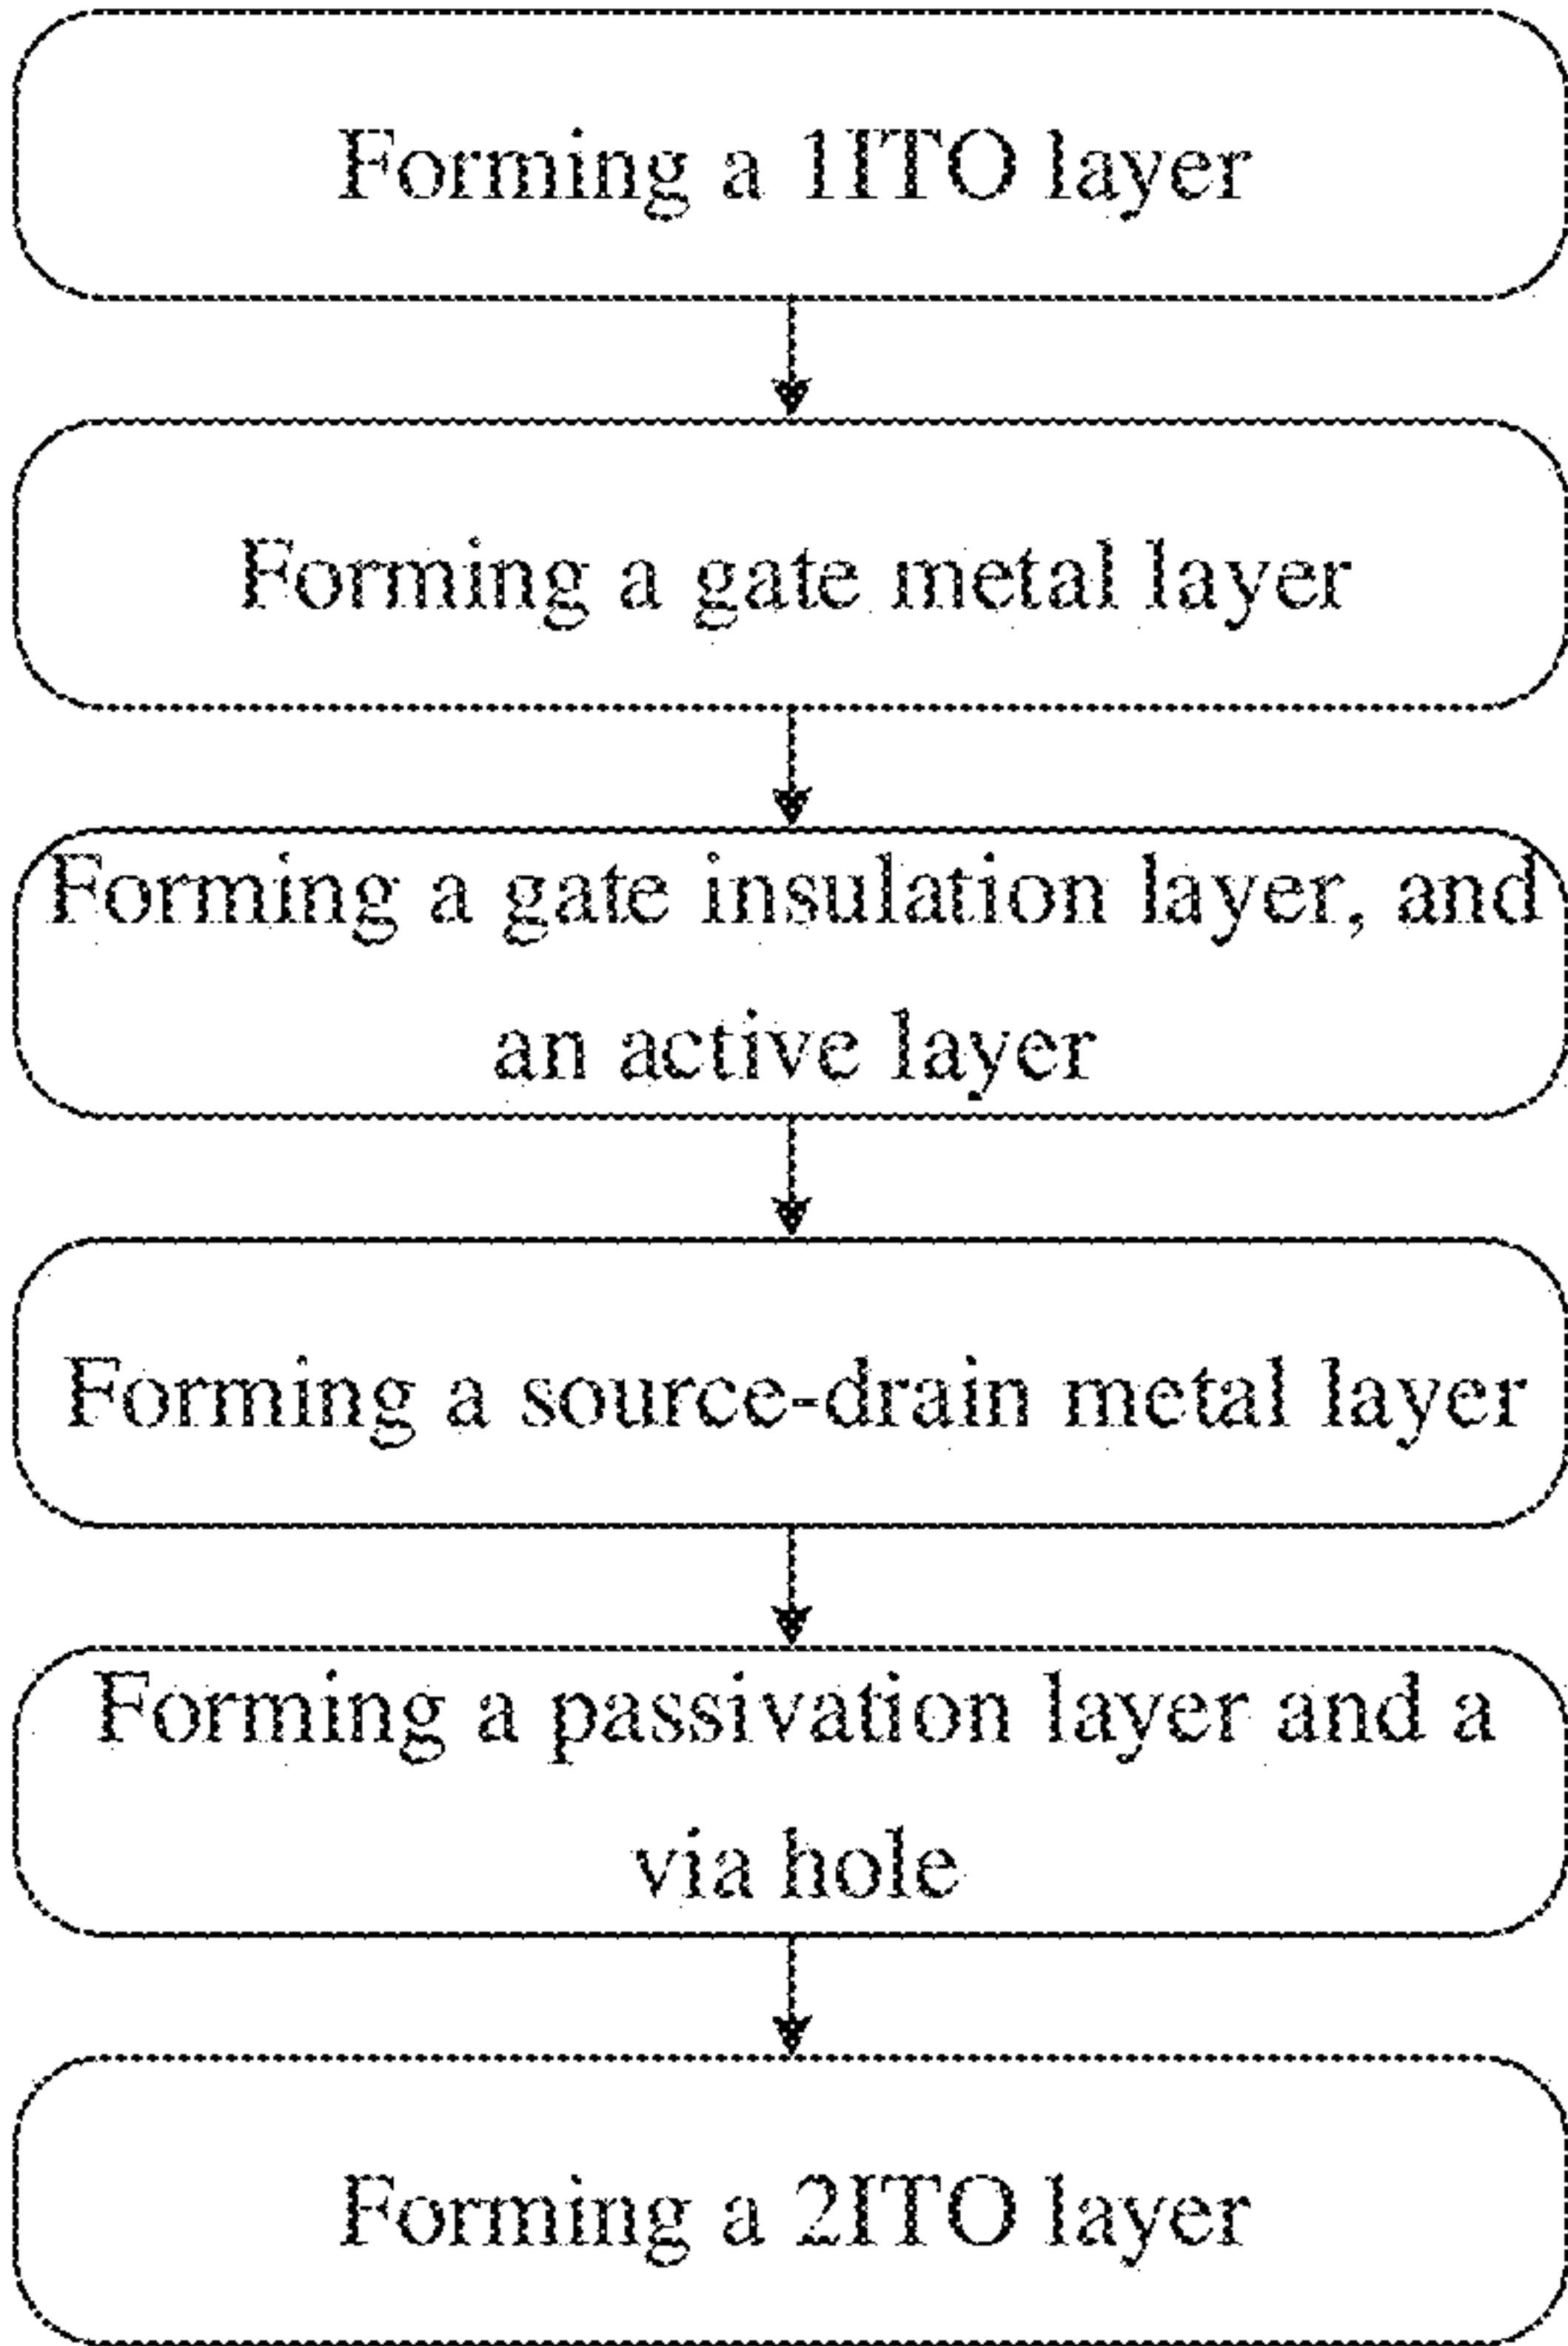 Forming a 1ITO layer
Forming a gate metal layer
Forming a gate insulation layer, and
an active layer
Forming a source-drain metal layer
Forming a passivation layer and a
via hole
Forming a 2ITO layer